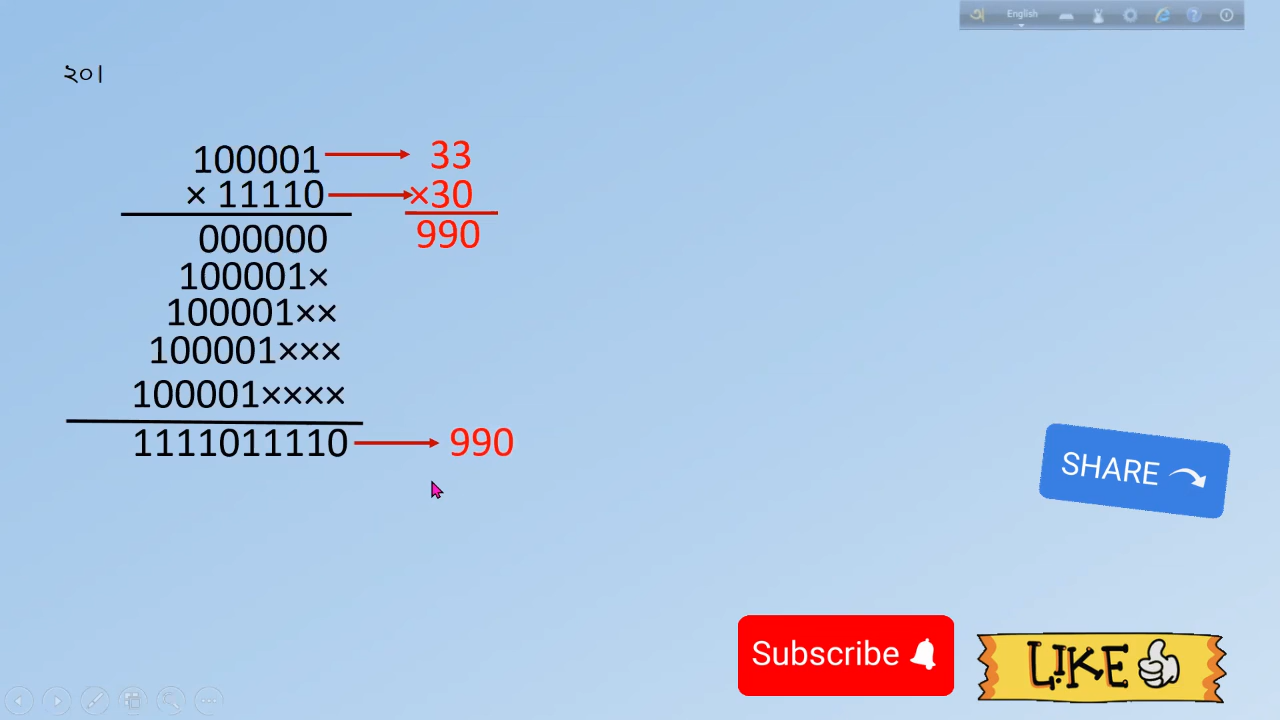 English
২০।
100001 33
× 11110 ×30
000000 990
100001×
100001××
100001×××
100001××××
1111011110 990
SHARE
Subscribe
LIKE